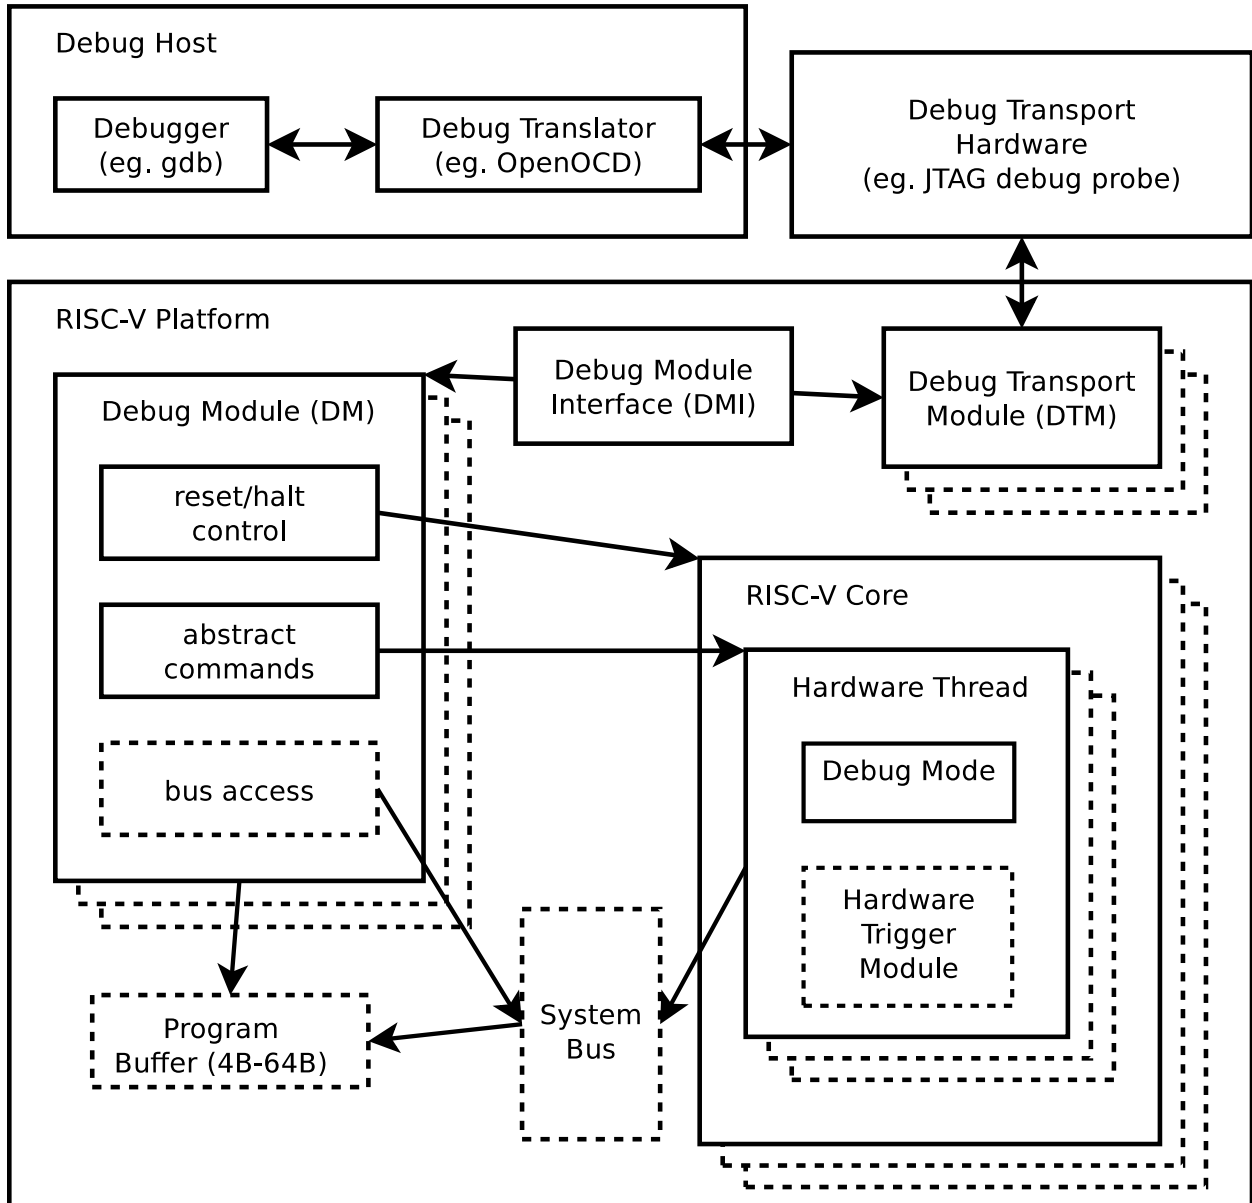 Debug Host
Debugger
(eg. gdb)
Debug Translator
(eg. OpenOCD)
Debug Transport
Hardware
(eg. JTAG debug probe)
RISC-V Platform
Debug Module
Interface (DMI)
Debug Transport
Module (DTM)
Debug Module (DM)
reset/halt
control
abstract
commands
bus access
RISC-V Core
Hardware Thread
Debug Mode
Hardware
Trigger
Module
System
Bus
Program
Buffer (4B-64B)